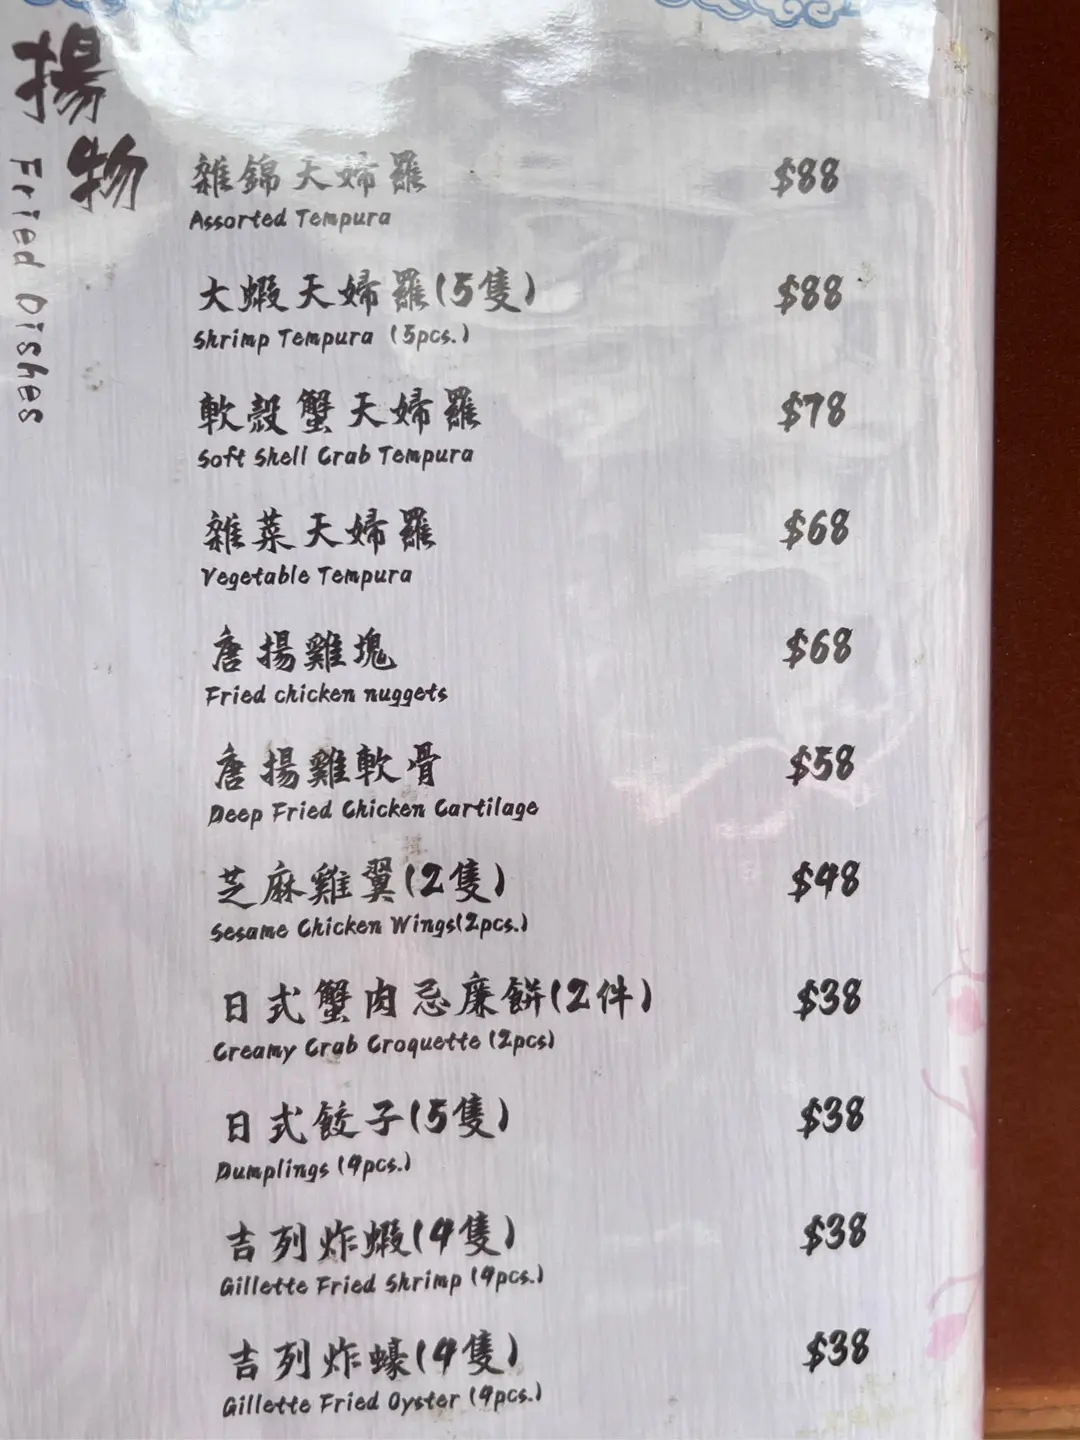 揚物
Fried Dishes
雜錦天婦羅 $88
Assorted Tempura
大蝦天婦羅(5隻) $88
Shrimp Tempura (5pcs.)
軟殼蟹天婦羅 $78
Soft Shell Crab Tempura
雜菜天婦羅 $68
Vegetable Tempura
唐揚雞塊 $68
Fried chicken nuggets
唐揚雞軟骨 $58
Deep Fried Chicken Cartilage
芝麻雞翼(2隻) $48
Sesame Chicken Wings(2pcs.)
日式蟹肉忌廉餅(2件) $38
Creamy Crab Croquette (2pcs)
日式餃子(5隻) $38
Dumplings (4pcs.)
吉列炸蝦(4隻) $38
Gillette Fried Shrimp (4pcs.)
吉列炸蠔(4隻) $38
Gillette Fried Oyster (4pcs.)